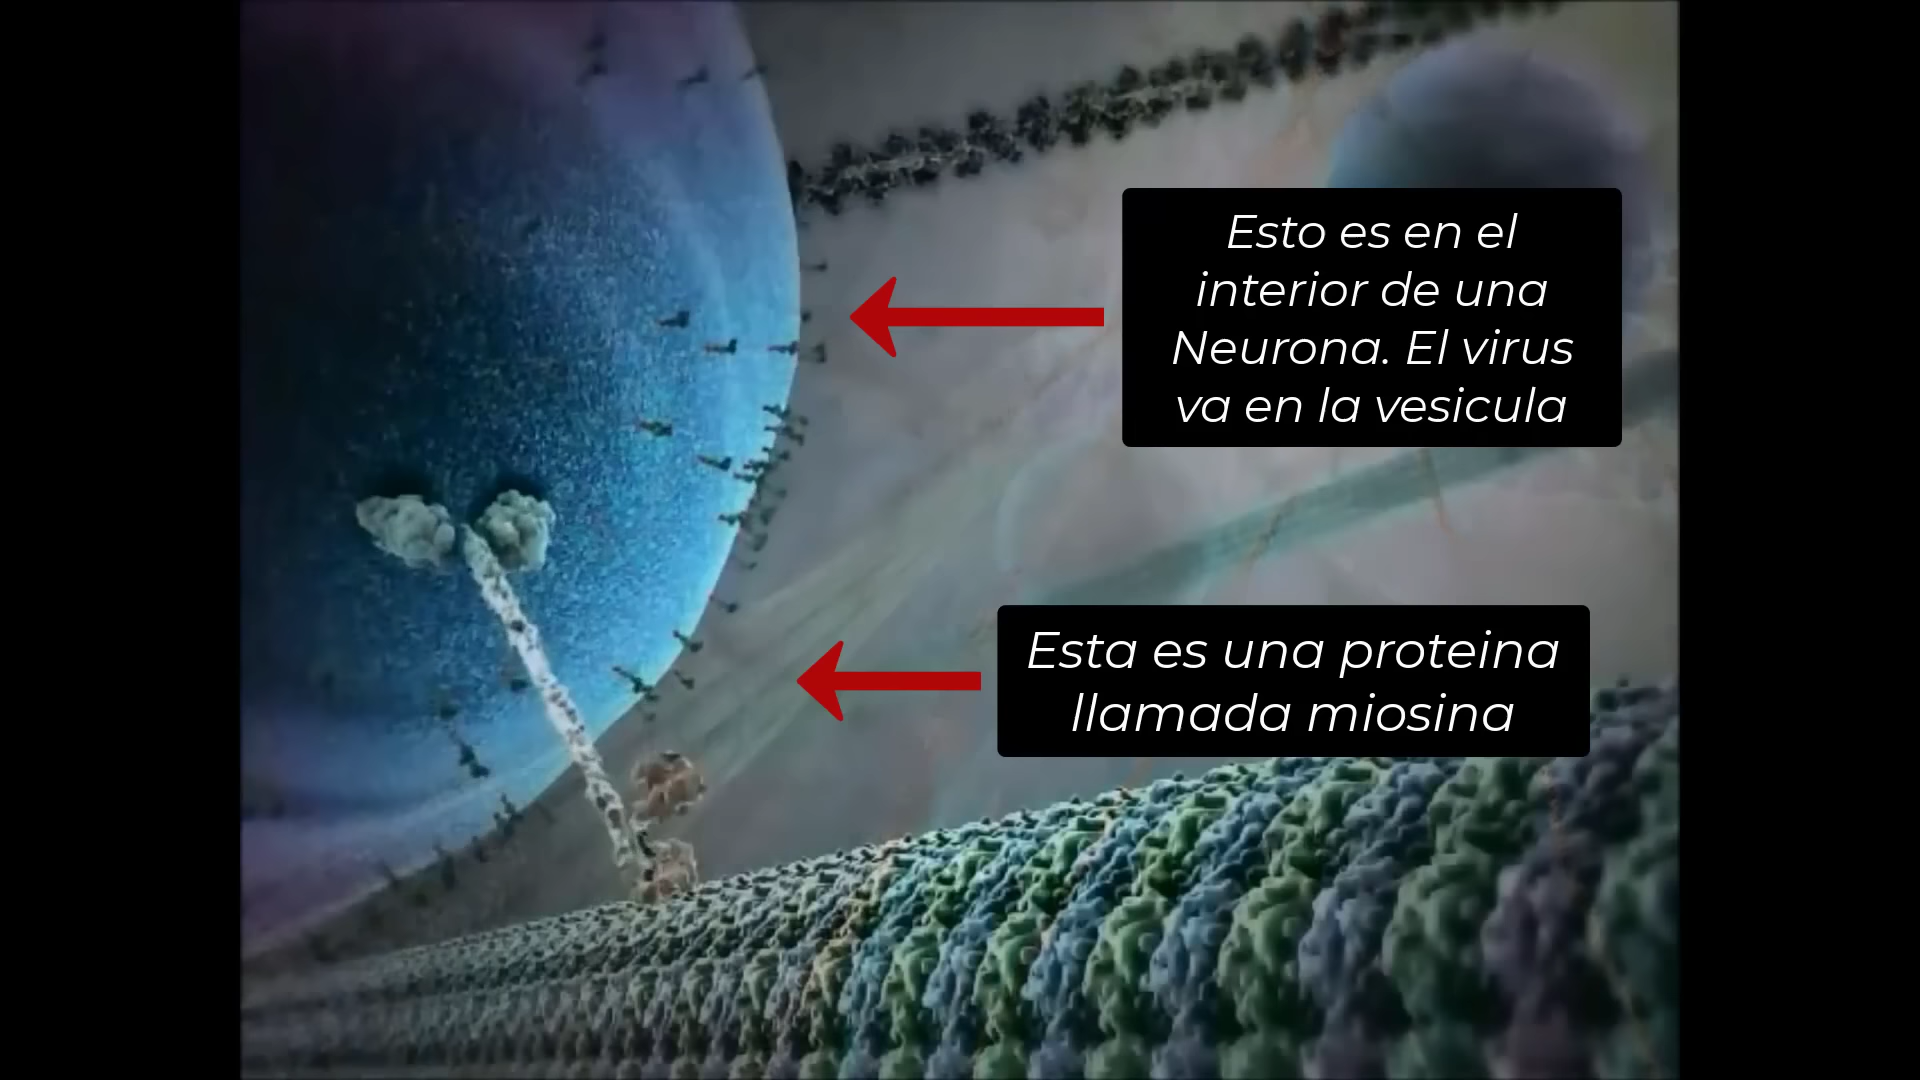 Esto es en el
interior de una
Neurona. El virus
va en la vesicula
Esta es una proteina
llamada miosina